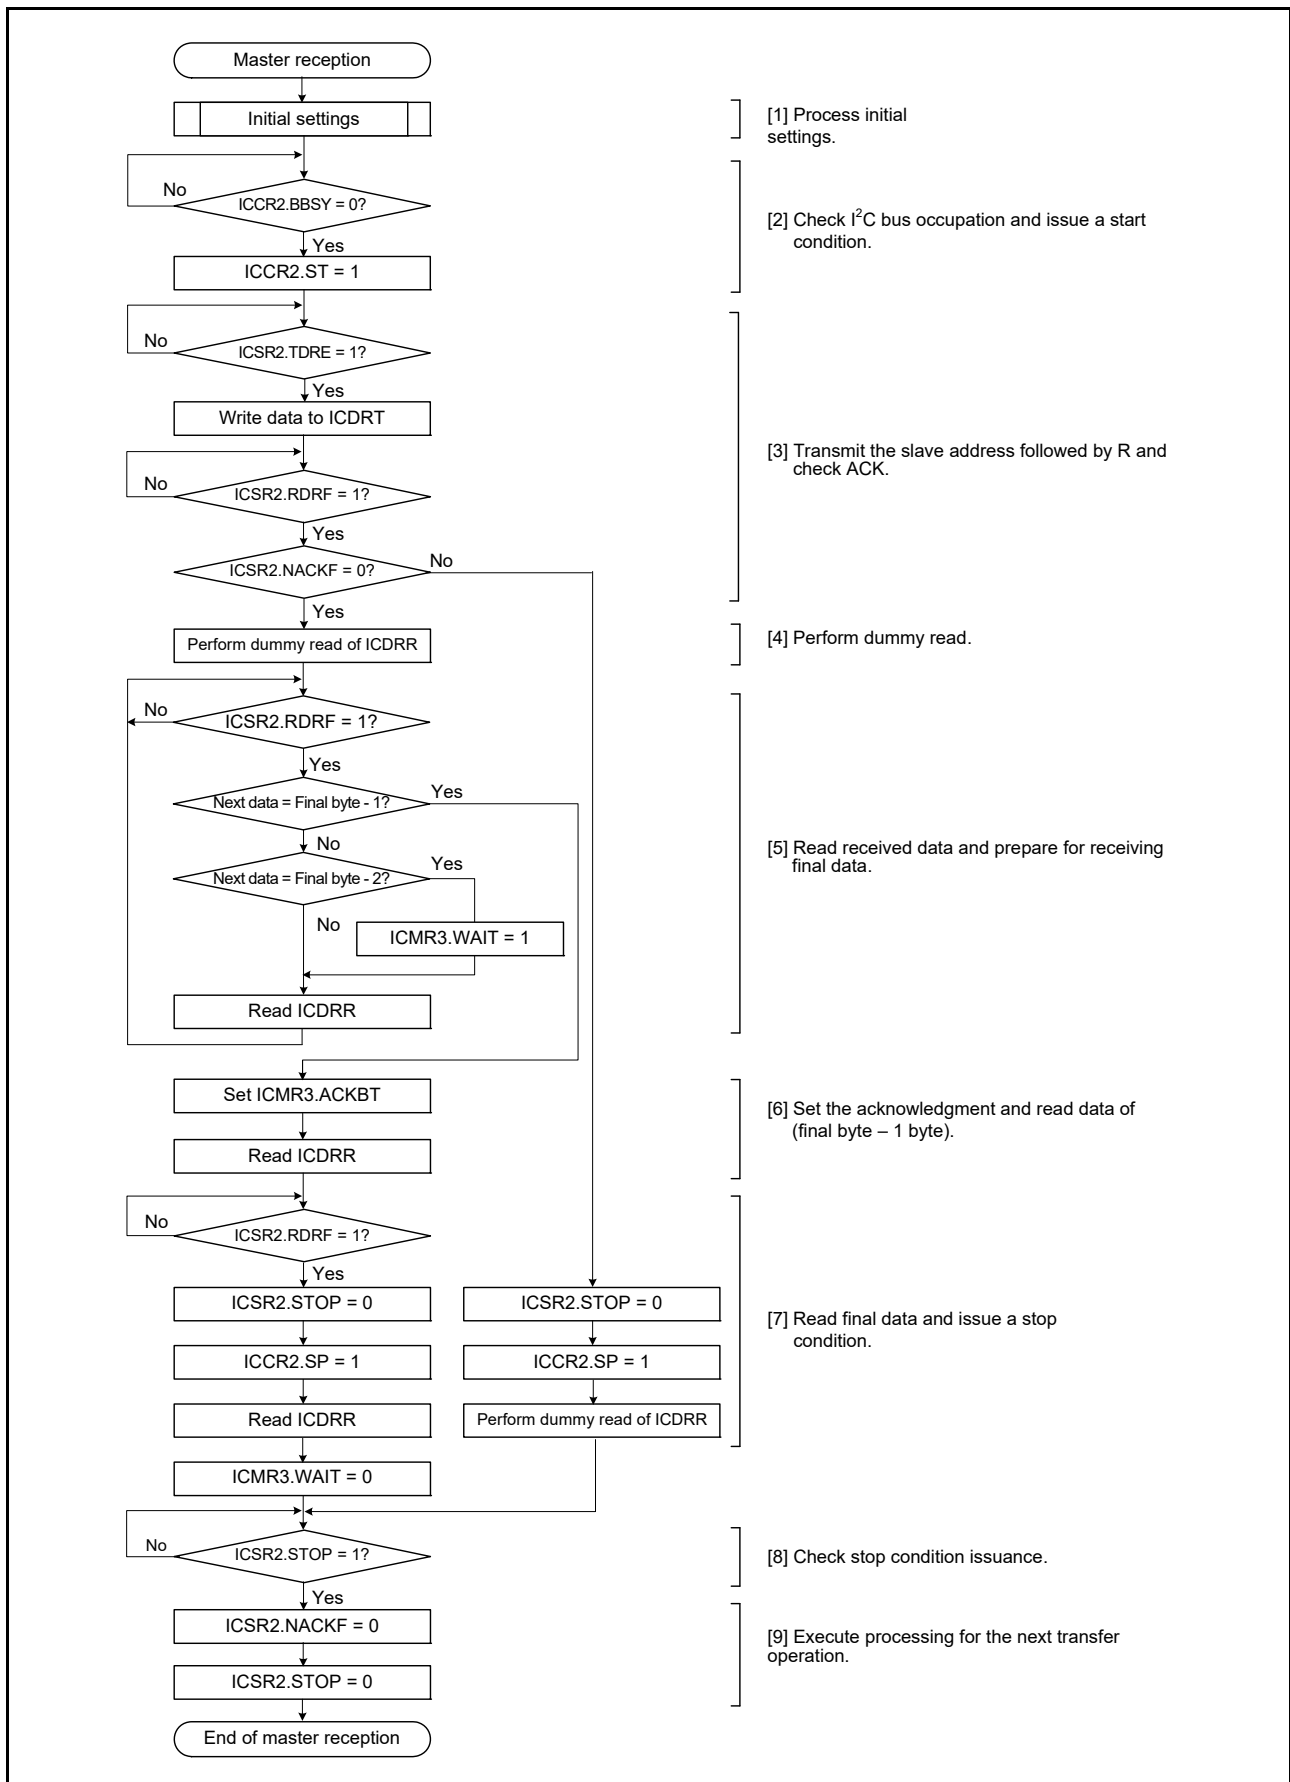 Master reception
Initial settings
[1] Process initial
settings.
No
ICCR2.BBSY = 0?
Yes
ICCR2.ST = 1
[2] Check I²C bus occupation and issue a start
condition.
No
ICSR2.TDRE = 1?
Yes
Write data to ICDRT
No
ICSR2.RDRF = 1?
Yes
ICSR2.NACKF = 0?
No
Yes
[3] Transmit the slave address followed by R and
check ACK.
Perform dummy read of ICDRR
[4] Perform dummy read.
No
ICSR2.RDRF = 1?
Yes
Next data = Final byte - 1?
Yes
No
Next data = Final byte - 2?
Yes
No
ICMR3.WAIT = 1
Read ICDRR
[5] Read received data and prepare for receiving
final data.
Set ICMR3.ACKBT
Read ICDRR
[6] Set the acknowledgment and read data of
(final byte – 1 byte).
No
ICSR2.RDRF = 1?
Yes
ICSR2.STOP = 0
ICCR2.SP = 1
Read ICDRR
ICMR3.WAIT = 0
ICSR2.STOP = 0
ICCR2.SP = 1
Perform dummy read of ICDRR
[7] Read final data and issue a stop
condition.
No
ICSR2.STOP = 1?
Yes
[8] Check stop condition issuance.
ICSR2.NACKF = 0
ICSR2.STOP = 0
[9] Execute processing for the next transfer
operation.
End of master reception